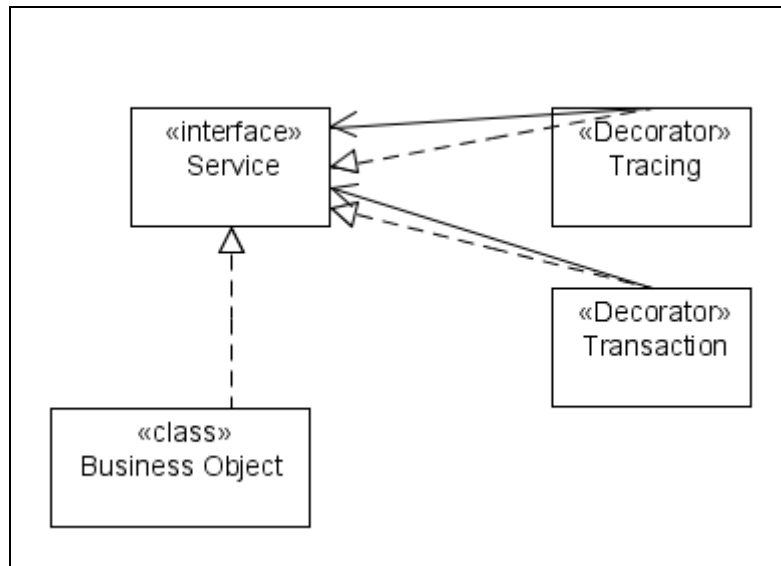 «interface»
Service
«Decorator»
Tracing
«Decorator»
Transaction
«class»
Business Object